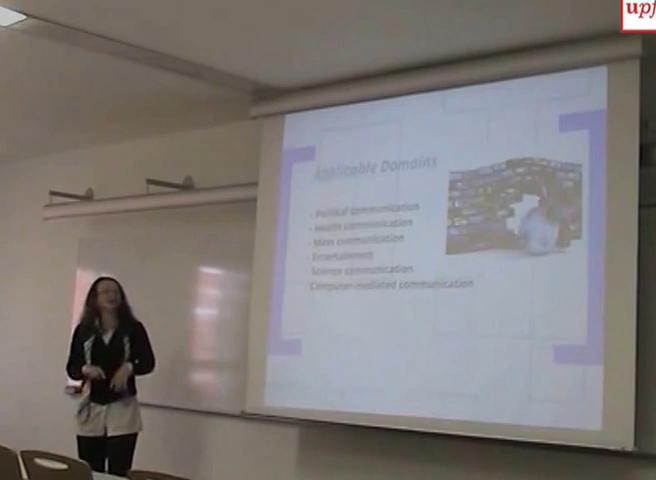 upf
Applicable Domains
- Political communication
- Health communication
- Mass communication
- Entertainment
Science communication
Computer-mediated communication